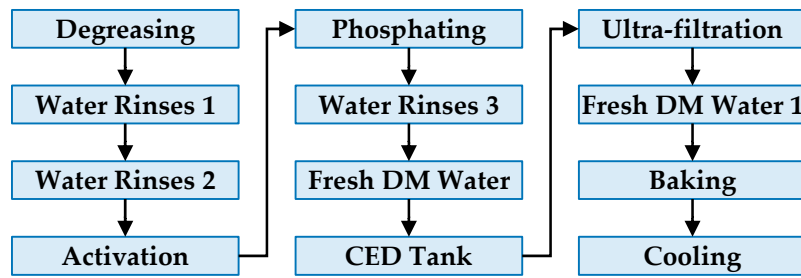 Degreasing
Water Rinses 1
Water Rinses 2
Activation
Phosphating
Water Rinses 3
Fresh DM Water
CED Tank
Ultra-filtration
Fresh DM Water 1
Baking
Cooling